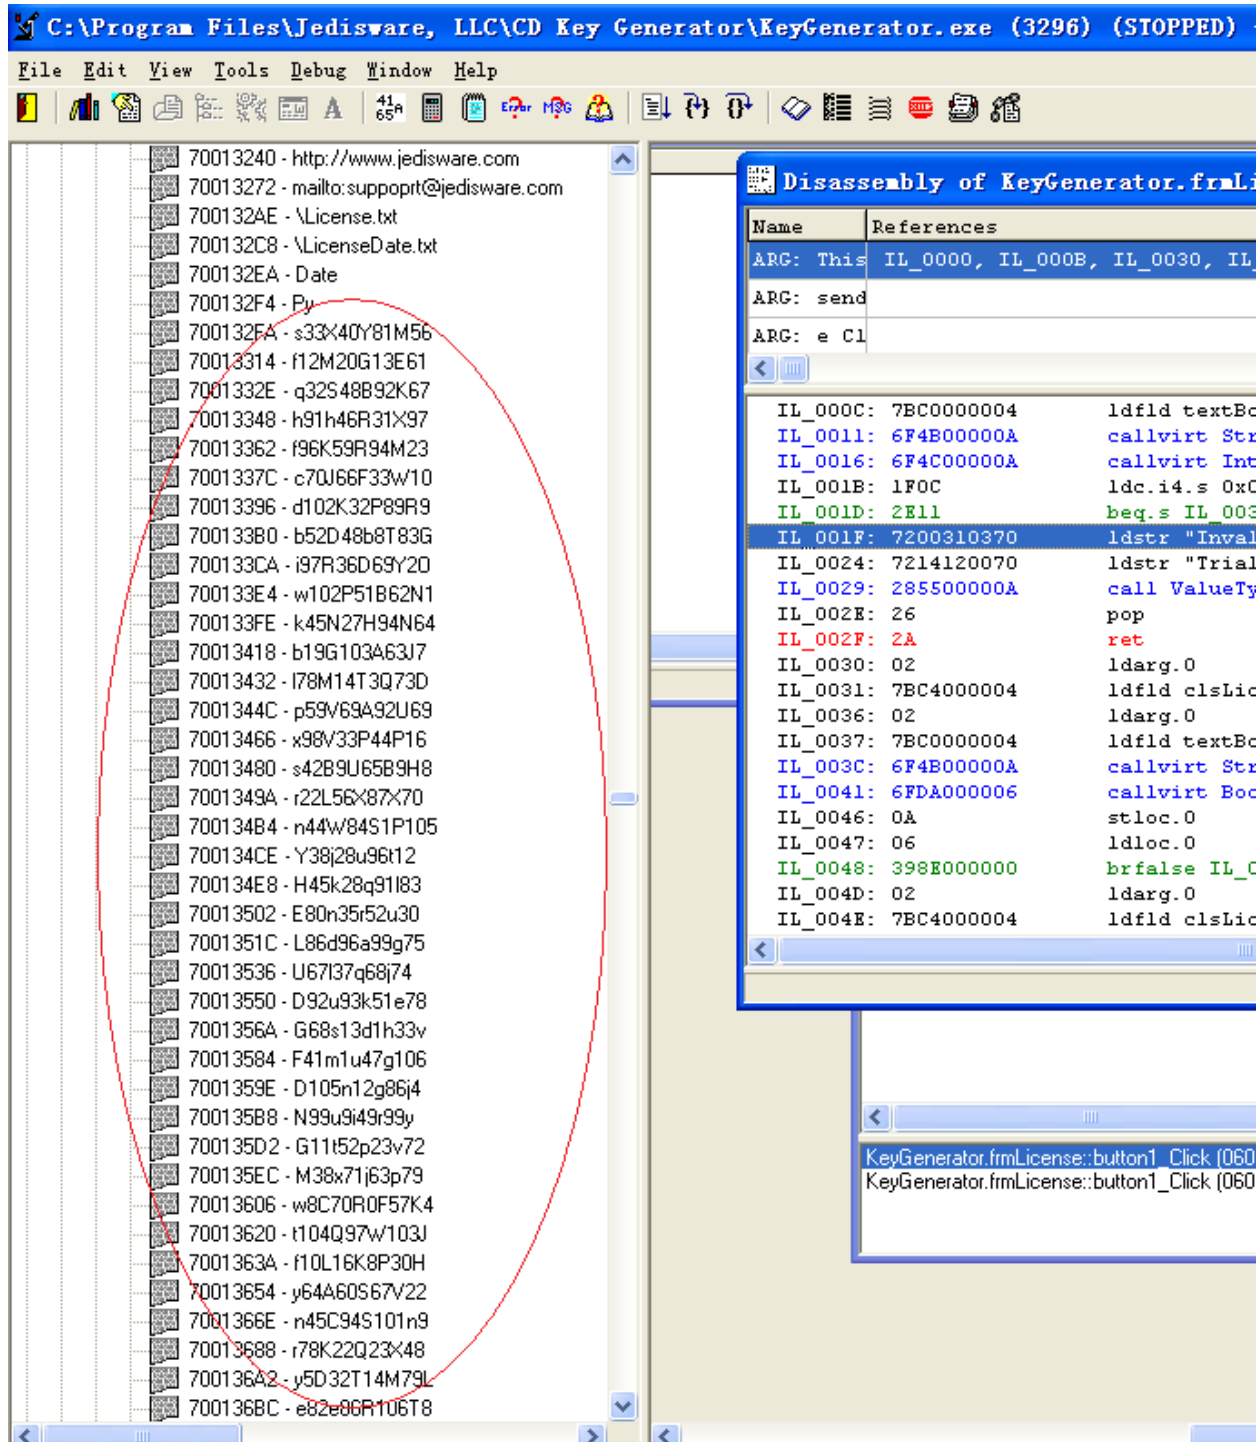 C:\Program Files\Jedisware, LLC\CD Key Generator\KeyGenerator.exe (3296) (STOPPED)
File Edit View Tools Debug Window Help
70013240 - http://www.jedisware.com
70013272 - mailto:suppoprt@jedisware.com
700132AE - \License.txt
700132C8 - \LicenseDate.txt
700132EA - Date
700132F4 - Py
700132FA - s33X40Y81M56
70013314 - f12M20G13E61
7001332E - q32S48B92K67
70013348 - h91h46R31X97
70013362 - f96K59R94M23
7001337C - c70J66F33W10
70013396 - d102K32P89R9
700133B0 - b52D48b8T83G
700133CA - i97R36D69Y20
700133E4 - w102P51B62N1
700133FE - k45N27H94N64
70013418 - b19G103A63J7
70013432 - l78M14T3Q73D
7001344C - p59V69A92U69
70013466 - x98V33P44P16
70013480 - s42B9U65B9H8
7001349A - r22L56X87X70
700134B4 - n44W84S1P105
700134CE - Y38j28u96t12
700134E8 - H45k28q91l83
70013502 - E80n35r52u30
7001351C - L86d96a99g75
70013536 - U67l37q68j74
70013550 - D92u93k51e78
7001356A - G68s13d1h33v
70013584 - F41m1u47g106
7001359E - D105n12g86j4
700135B8 - N99u9i49r99y
700135D2 - G11t52p23v72
700135EC - M38x71j63p79
70013606 - w8C70R0F57K4
70013620 - t104Q97W103J
7001363A - f10L16K8P30H
70013654 - y64A60S67V22
7001366E - n45C94S101n9
70013688 - r78K22Q23X48
700136A2 - y5D32T14M79L
700136BC - e82e86R106T8
Disassembly of KeyGenerator.frmLi
Name References
ARG: This IL_0000, IL_000B, IL_0030, IL_
ARG: send
ARG: e Cl
IL_000C: 7BC0000004 ldfld textBo
IL_0011: 6F4B00000A callvirt Str
IL_0016: 6F4C00000A callvirt Int
IL_001B: 1F0C ldc.i4.s 0x0
IL_001D: 2E11 beq.s IL_003
IL_001F: 7200310370 ldstr "Inval
IL_0024: 7214120070 ldstr "Trial
IL_0029: 285500000A call ValueTy
IL_002E: 26 pop
IL_002F: 2A ret
IL_0030: 02 ldarg.0
IL_0031: 7BC4000004 ldfld clsLic
IL_0036: 02 ldarg.0
IL_0037: 7BC0000004 ldfld textBo
IL_003C: 6F4B00000A callvirt Str
IL_0041: 6FDA000006 callvirt Boo
IL_0046: 0A stloc.0
IL_0047: 06 ldloc.0
IL_0048: 398E000000 brfalse IL_0
IL_004D: 02 ldarg.0
IL_004E: 7BC4000004 ldfld clsLic
KeyGenerator.frmLicense::button1_Click (060
KeyGenerator.frmLicense::button1_Click (060